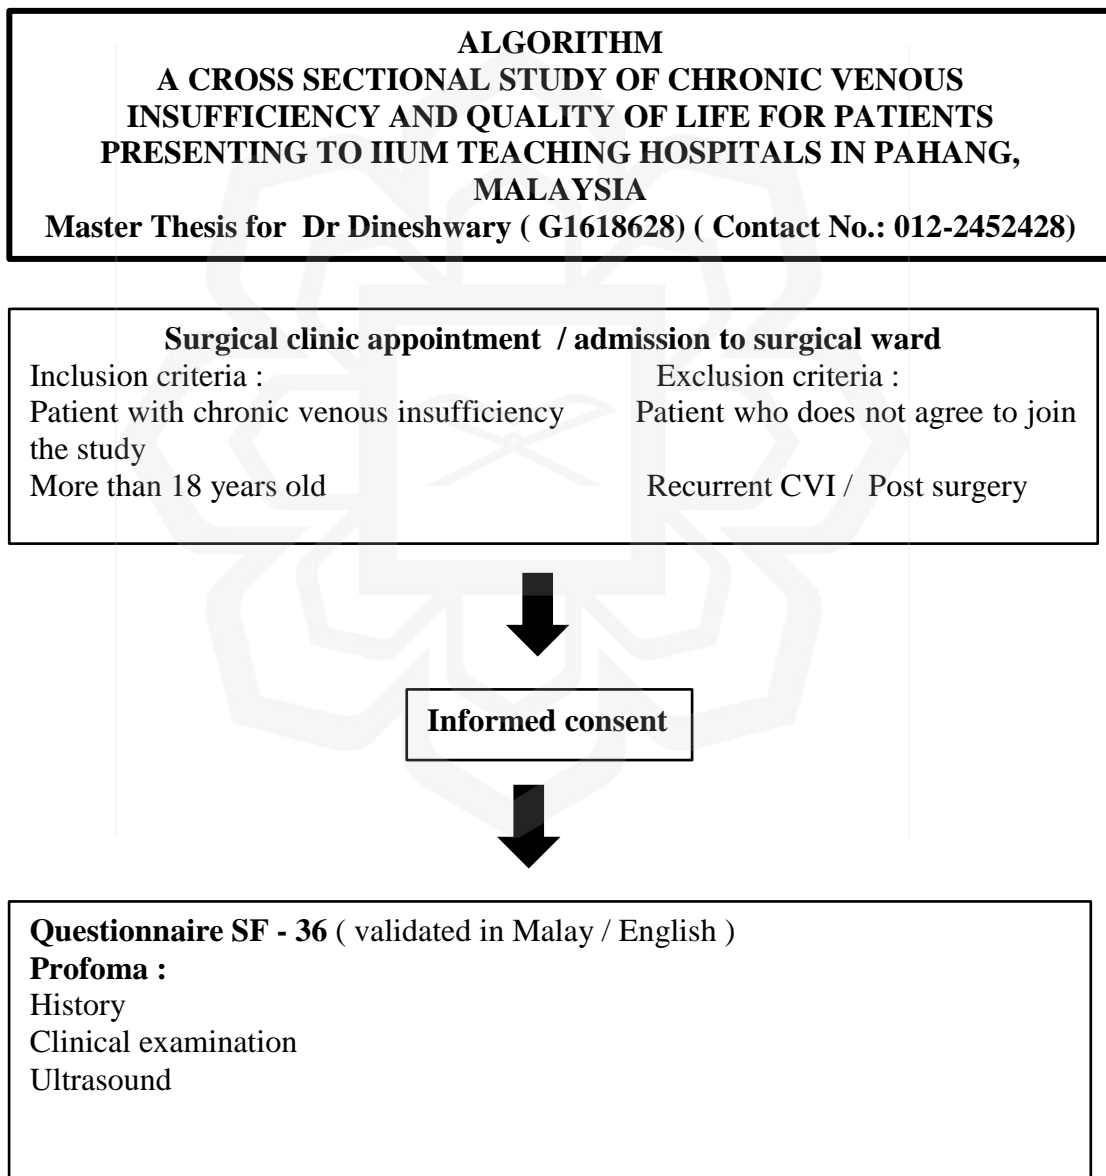 ALGORITHM
A CROSS SECTIONAL STUDY OF CHRONIC VENOUS
INSUFFICIENCY AND QUALITY OF LIFE FOR PATIENTS
PRESENTING TO IIUM TEACHING HOSPITALS IN PAHANG,
MALAYSIA
Master Thesis for Dr Dineshwary ( G1618628) ( Contact No.: 012-2452428)
Surgical clinic appointment / admission to surgical ward
Inclusion criteria : Exclusion criteria :
Patient with chronic venous insufficiency Patient who does not agree to join
the study
More than 18 years old Recurrent CVI / Post surgery
Informed consent
Questionnaire SF - 36 ( validated in Malay / English )
Profoma :
History
Clinical examination
Ultrasound